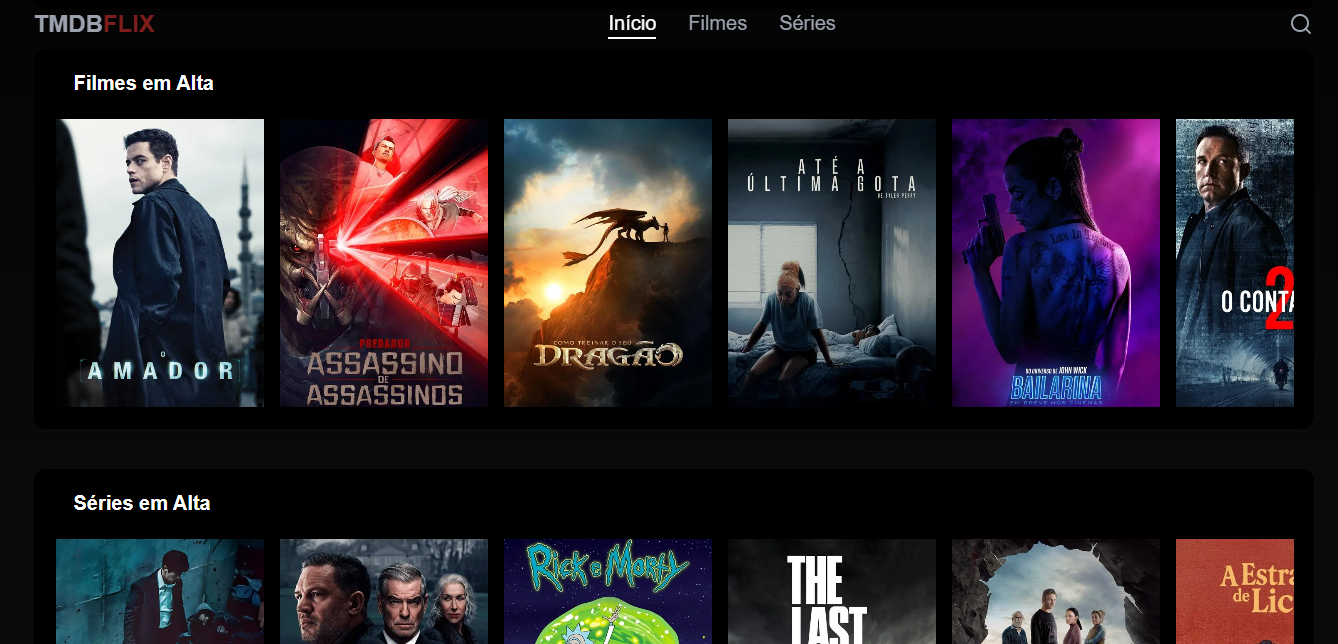 TMDBFLIX
Início Filmes Séries
Filmes em Alta
O
AMADOR
PREDADOR
ASSASSINO
DE
ASSASSINOS
COMO TREINAR O SEU
DRAGÃO
ATÉ A
ÚLTIMA GOTA
DE TYLER PERRY
DO UNIVERSO DE JOHN WICK
BAILARINA
EM BREVE NOS CINEMAS
2
O CONTA
Séries em Alta
RICK e MORTY
THE
LAST
A Estra
de Lic